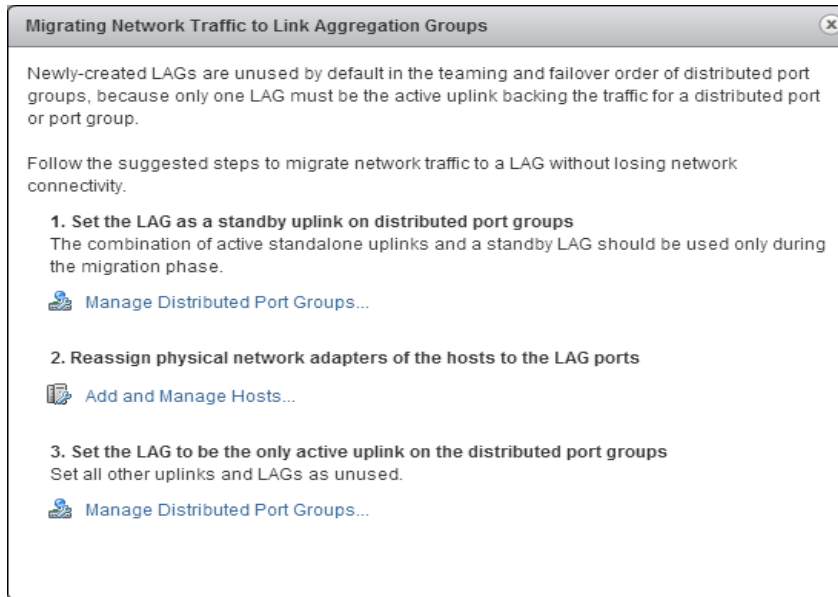 Migrating Network Traffic to Link Aggregation Groups
Newly-created LAGs are unused by default in the teaming and failover order of distributed port
groups, because only one LAG must be the active uplink backing the traffic for a distributed port
or port group.
Follow the suggested steps to migrate network traffic to a LAG without losing network
connectivity.
1. Set the LAG as a standby uplink on distributed port groups
The combination of active standalone uplinks and a standby LAG should be used only during
the migration phase.
Manage Distributed Port Groups...
2. Reassign physical network adapters of the hosts to the LAG ports
Add and Manage Hosts...
3. Set the LAG to be the only active uplink on the distributed port groups
Set all other uplinks and LAGs as unused.
Manage Distributed Port Groups...